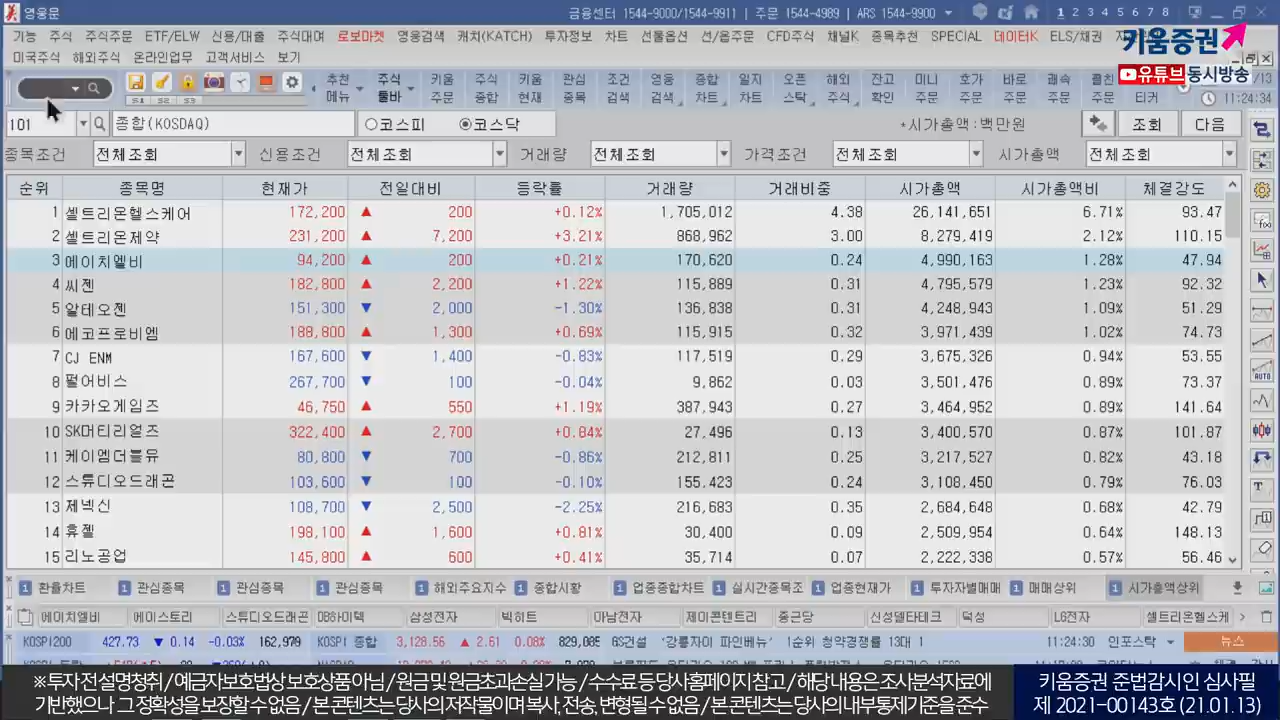 영웅문 금융센터 1544-9000/1544-9911 | 주문 1544-4989 | ARS 1544-9900 1 2 3 4 5 6 7 8
기능 주식 주식주문 ETF/ELW 신용/대출 주식대여 로보마켓 영웅검색 캐치(KATCH) 투자정보 차트 선물옵션 선/옵주문 CFD주식 채널K 종목추천 SPECIAL 데이터K ELS/채권
미국주식 해외주식 온라인업무 고객서비스 보기
키움증권
유튜브동시방송
추천 주식 키움 주식 키움 관심 조건 영웅 종합 일지 오픈 해외 잔고 미니 호가 바로 쾌속 클린
메뉴 툴바 주문 종합 현재 종목 검색 검색 차트 차트 스탁 주식 확인 주문 주문 주문 주문 티커
11:24:34
101 종합(KOSDAQ) 코스피 코스닥 *시가총액:백만원 조회 다음
종목조건 전체조회 신용조건 전체조회 거래량 전체조회 가격조건 전체조회 시가총액 전체조회
순위 종목명 현재가 전일대비 등락률 거래량 거래비중 시가총액 시가총액비 체결강도
1 셀트리온헬스케어 172,200 ▲ 200 +0.12% 1,705,012 4.38 26,141,651 6.71% 93.47
2 셀트리온제약 231,200 ▲ 7,200 +3.21% 868,962 3.00 8,279,419 2.12% 110.15
3 에이치엘비 94,200 ▲ 200 +0.21% 170,620 0.24 4,990,163 1.28% 47.94
4 씨젠 182,800 ▲ 2,200 +1.22% 115,889 0.31 4,795,579 1.23% 92.32
5 알테오젠 151,300 ▼ 2,000 -1.30% 136,838 0.31 4,248,943 1.09% 51.29
6 에코프로비엠 188,800 ▲ 1,300 +0.69% 115,915 0.32 3,971,439 1.02% 74.73
7 CJ ENM 167,600 ▼ 1,400 -0.83% 117,519 0.29 3,675,326 0.94% 53.55
8 펄어비스 267,700 ▼ 100 -0.04% 9,862 0.03 3,501,476 0.89% 73.37
9 카카오게임즈 46,750 ▲ 550 +1.19% 387,943 0.27 3,464,952 0.89% 141.64
10 SK머티리얼즈 322,400 ▲ 2,700 +0.84% 27,496 0.13 3,400,570 0.87% 101.87
11 케이엠더블유 80,800 ▼ 700 -0.86% 212,811 0.25 3,217,527 0.82% 43.18
12 스튜디오드래곤 103,600 ▼ 100 -0.10% 155,423 0.24 3,108,450 0.79% 76.03
13 제넥신 108,700 ▼ 2,500 -2.25% 216,683 0.35 2,684,648 0.68% 42.79
14 휴젤 198,100 ▲ 1,600 +0.81% 30,400 0.09 2,509,954 0.64% 148.13
15 리노공업 145,800 ▲ 600 +0.41% 35,714 0.07 2,222,338 0.57% 56.46
1 환율차트 1 관심종목 1 관심종목 1 관심종목 1 해외주요지수 1 종합시황 1 업종종합차트 1 실시간종목조 1 업종현재가 1 투자자별매매 1 매매상위 1 시가총액상위
에이치엘비 에이스토리 스튜디오드래곤 DB하이텍 삼성전자 빅히트 아남전자 제이콘텐트리 중근당 신성델타테크 덕성 LG전자 셀트리온헬스케
KOSPI200 427.73 ▼ 0.14 -0.03% 162,979 KOSPI 종합 3,128.56 ▲ 2.61 0.08% 829,085 GS건설 '강릉자이 파인베뉴' 1순위 청약경쟁률 13대 1 11:24:30 인포스탁 뉴스
※ 투자 전 설명청취 / 예금자보호법상 보호상품 아님 / 원금 및 원금초과손실 가능 / 수수료 등 당사홈페이지 참고 / 해당 내용은 조사분석자료에
기반했으나 그 정확성을 보장할 수 없음 / 본 콘텐츠는 당사의 저작물이며 복사, 전송, 변형될 수 없음 / 본 콘텐츠는 당사의 내부통제기준을 준수
키움증권 준법감시인 심사필
제 2021-00143호 (21.01.13)